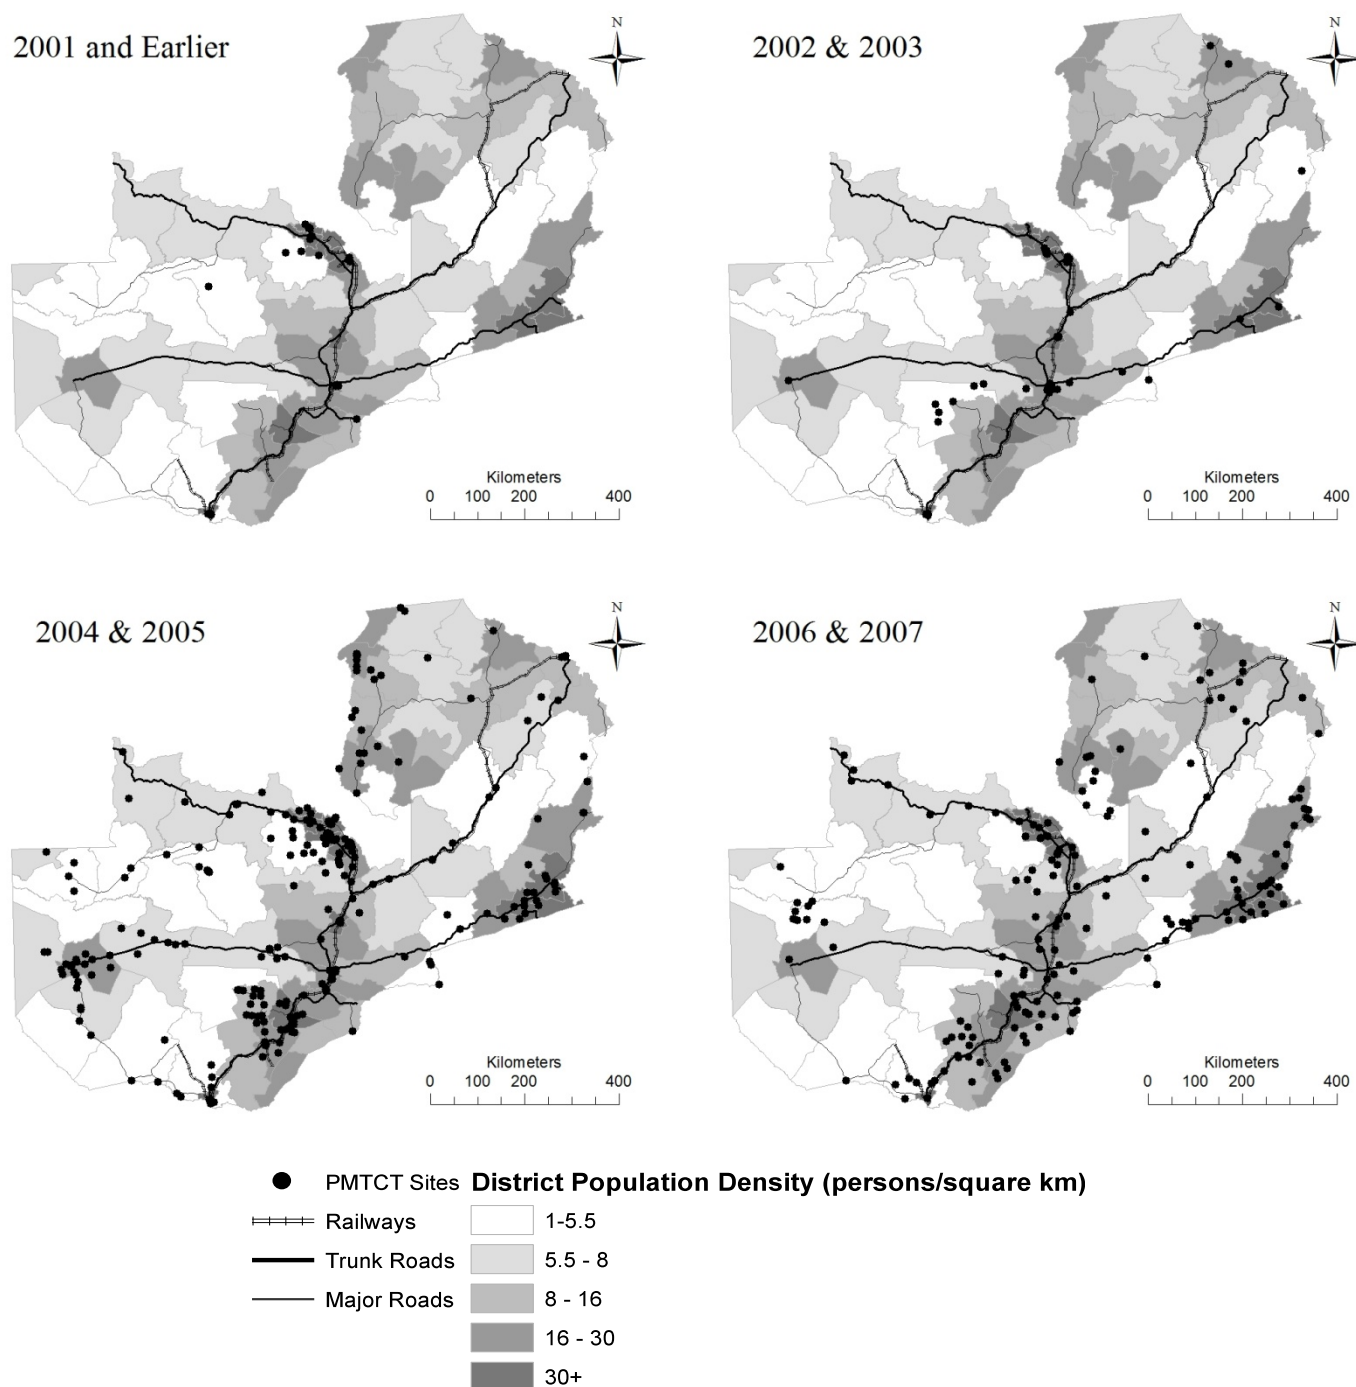 2001 and Earlier
N
Kilometers
0 100 200 400
2002 & 2003
N
Kilometers
0 100 200 400
2004 & 2005
N
Kilometers
0 100 200 400
2006 & 2007
N
Kilometers
0 100 200 400
PMTCT Sites
Railways
Trunk Roads
Major Roads
District Population Density (persons/square km)
1-5.5
5.5 - 8
8 - 16
16 - 30
30+